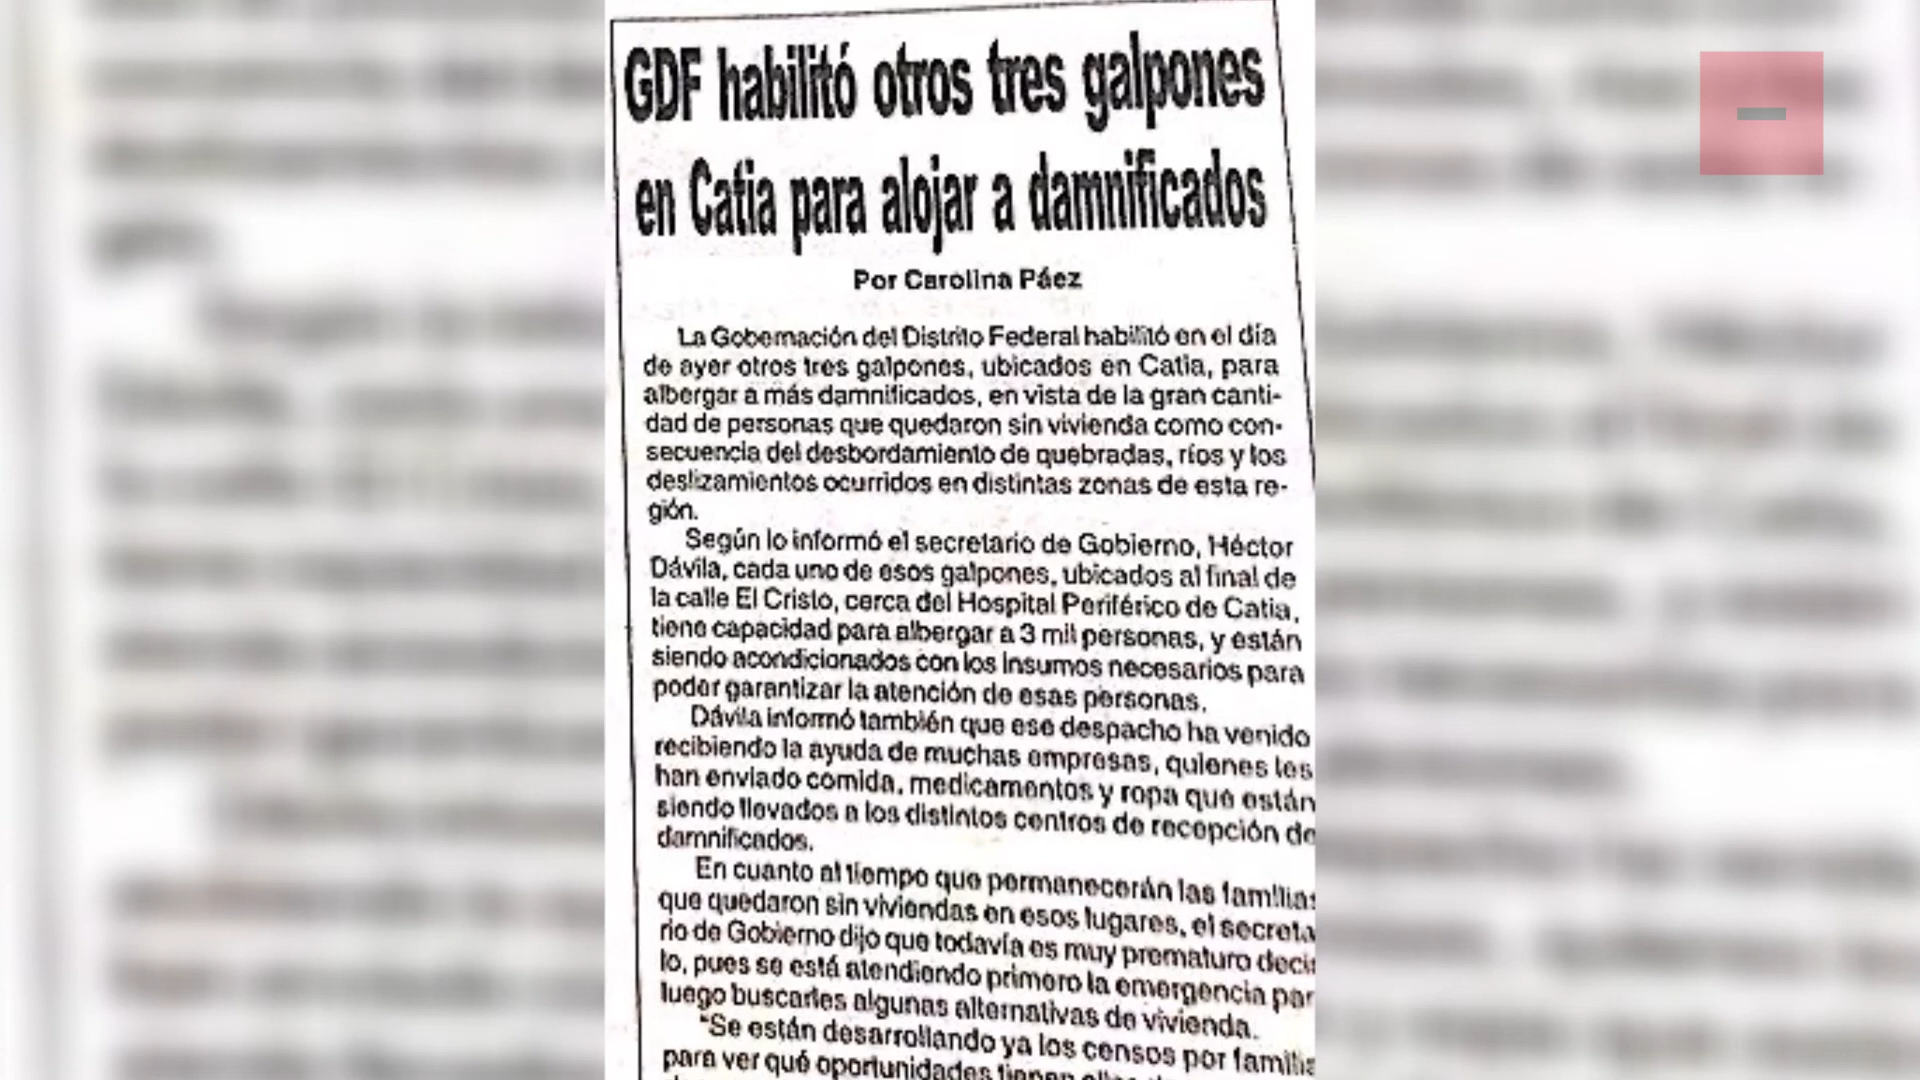 GDF habilitó otros tres galpones
en Catia para alojar a damnificados
Por Carolina Páez
La Gobernación del Distrito Federal habilitó en el día
de ayer otros tres galpones, ubicados en Catia, para
albergar a más damnificados, en vista de la gran canti-
dad de personas que quedaron sin vivienda como con-
secuencia del desbordamiento de quebradas, ríos y los
deslizamientos ocurridos en distintas zonas de esta re-
gión.
Según lo informó el secretario de Gobierno, Héctor
Dávila, cada uno de esos galpones, ubicados al final de
la calle El Cristo, cerca del Hospital Periférico de Catia,
tiene capacidad para albergar a 3 mil personas, y están
siendo acondicionados con los insumos necesarios para
poder garantizar la atención de esas personas.
Dávila informó también que ese despacho ha venido
recibiendo la ayuda de muchas empresas, quienes les
han enviado comida, medicamentos y ropa que están
siendo llevados a los distintos centros de recepción de
damnificados.
En cuanto al tiempo que permanecerán las familias
que quedaron sin viviendas en esos lugares, el secreta
rio de Gobierno dijo que todavía es muy prematuro deci
lo, pues se está atendiendo primero la emergencia par
luego buscarles algunas alternativas de vivienda.
"Se están desarrollando ya los censos por familia
para ver qué oportunidades tienen